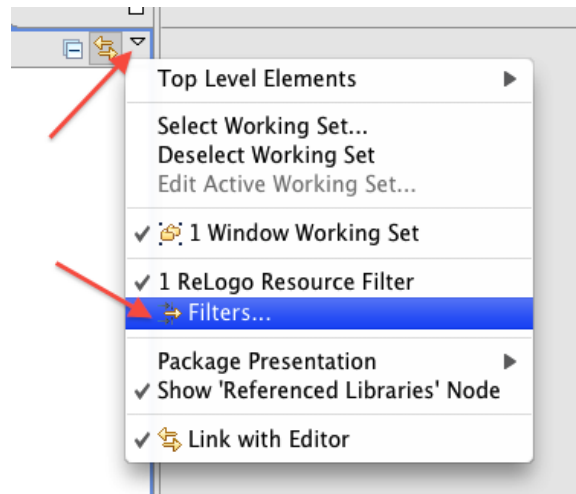 Top Level Elements
Select Working Set...
Deselect Working Set
Edit Active Working Set...
1 Window Working Set
1 ReLogo Resource Filter
Filters...
Package Presentation
Show 'Referenced Libraries' Node
Link with Editor